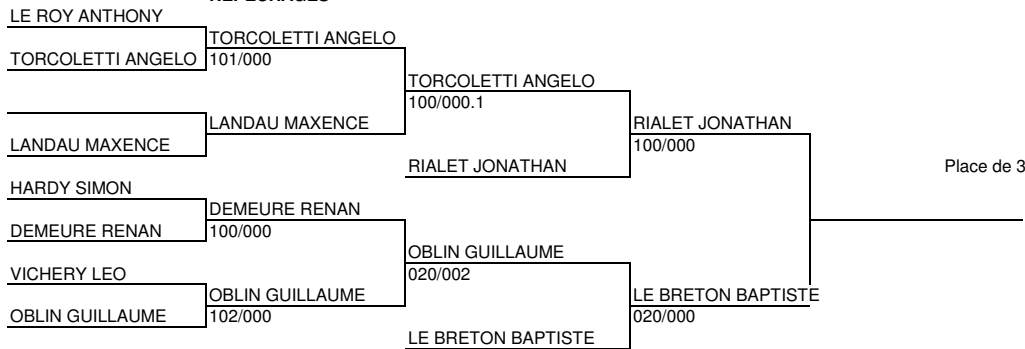 LE ROY ANTHONY
TORCOLETTI ANGELO
TORCOLETTI ANGELO
101/000
TORCOLETTI ANGELO
100/000.1
LANDAU MAXENCE
RIALET JONATHAN
LANDAU MAXENCE
100/000
RIALET JONATHAN
Place de 3
HARDY SIMON
DEMEURE RENAN
DEMEURE RENAN
100/000
OBLIN GUILLAUME
VICHERY LEO
020/002
OBLIN GUILLAUME
LE BRETON BAPTISTE
OBLIN GUILLAUME
102/000
020/000
LE BRETON BAPTISTE